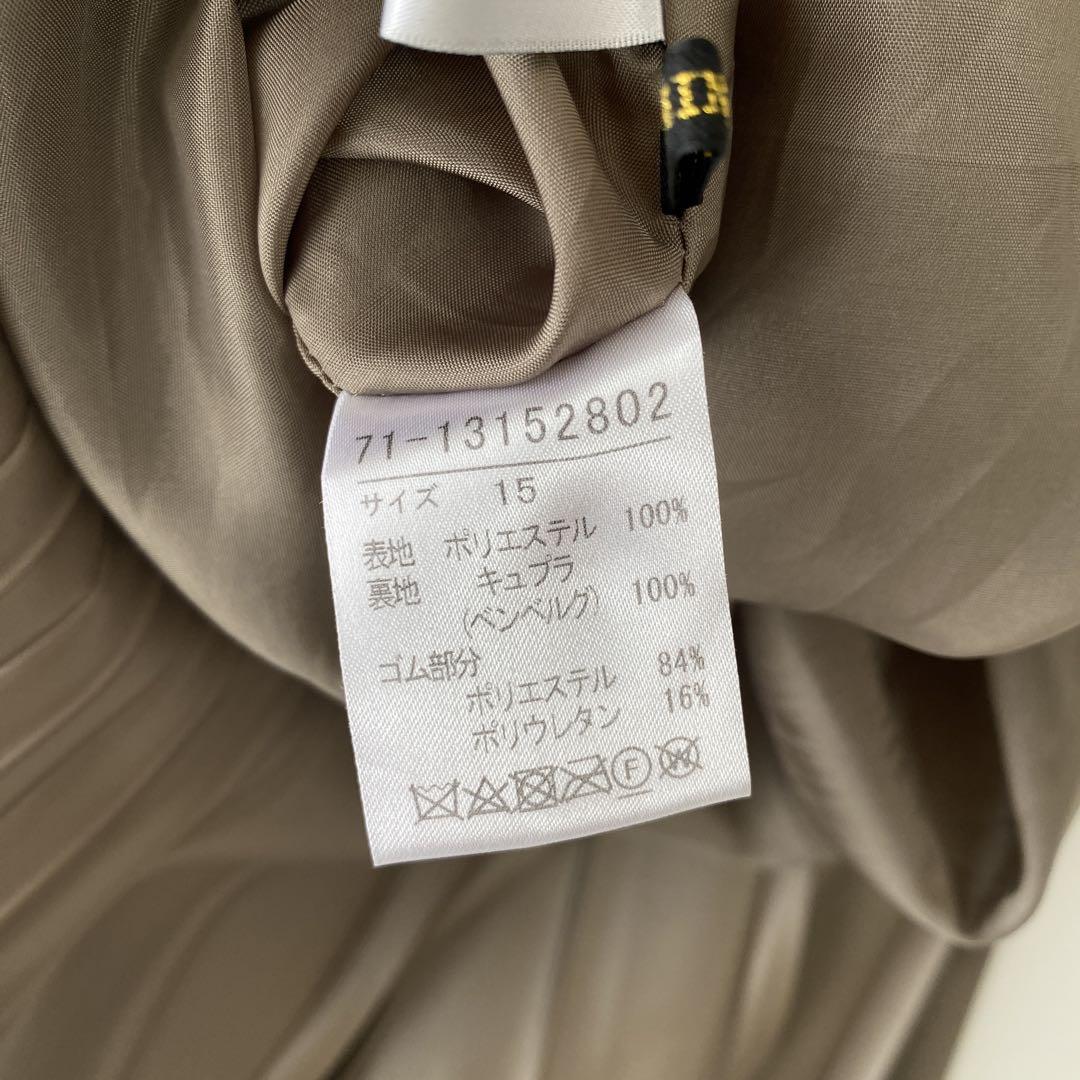 71-13152802
サイズ 15
表地 ポリエステル 100%
裏地 キュプラ
(ベンベルグ) 100%
ゴム部分
ポリエステル 84%
ポリウレタン 16%
F W